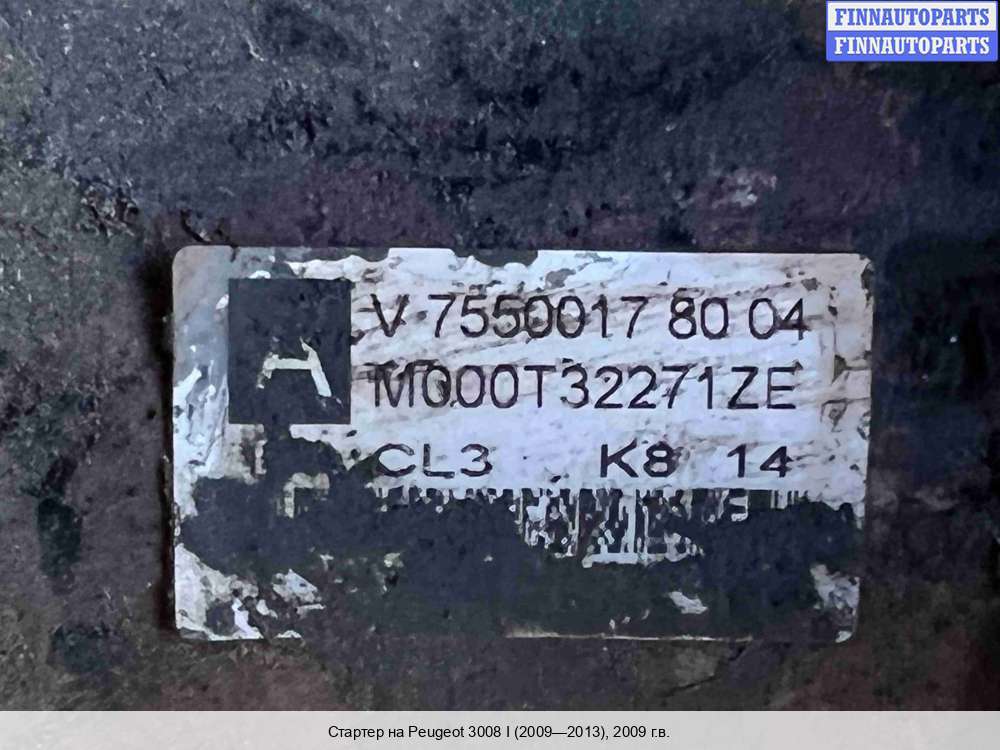 FINNAUTOPARTS
FINNAUTOPARTS
A
V 7550017 80 04
M000T32271ZE
CL3 K8 14
Стартер на Peugeot 3008 I (2009—2013), 2009 г.в.